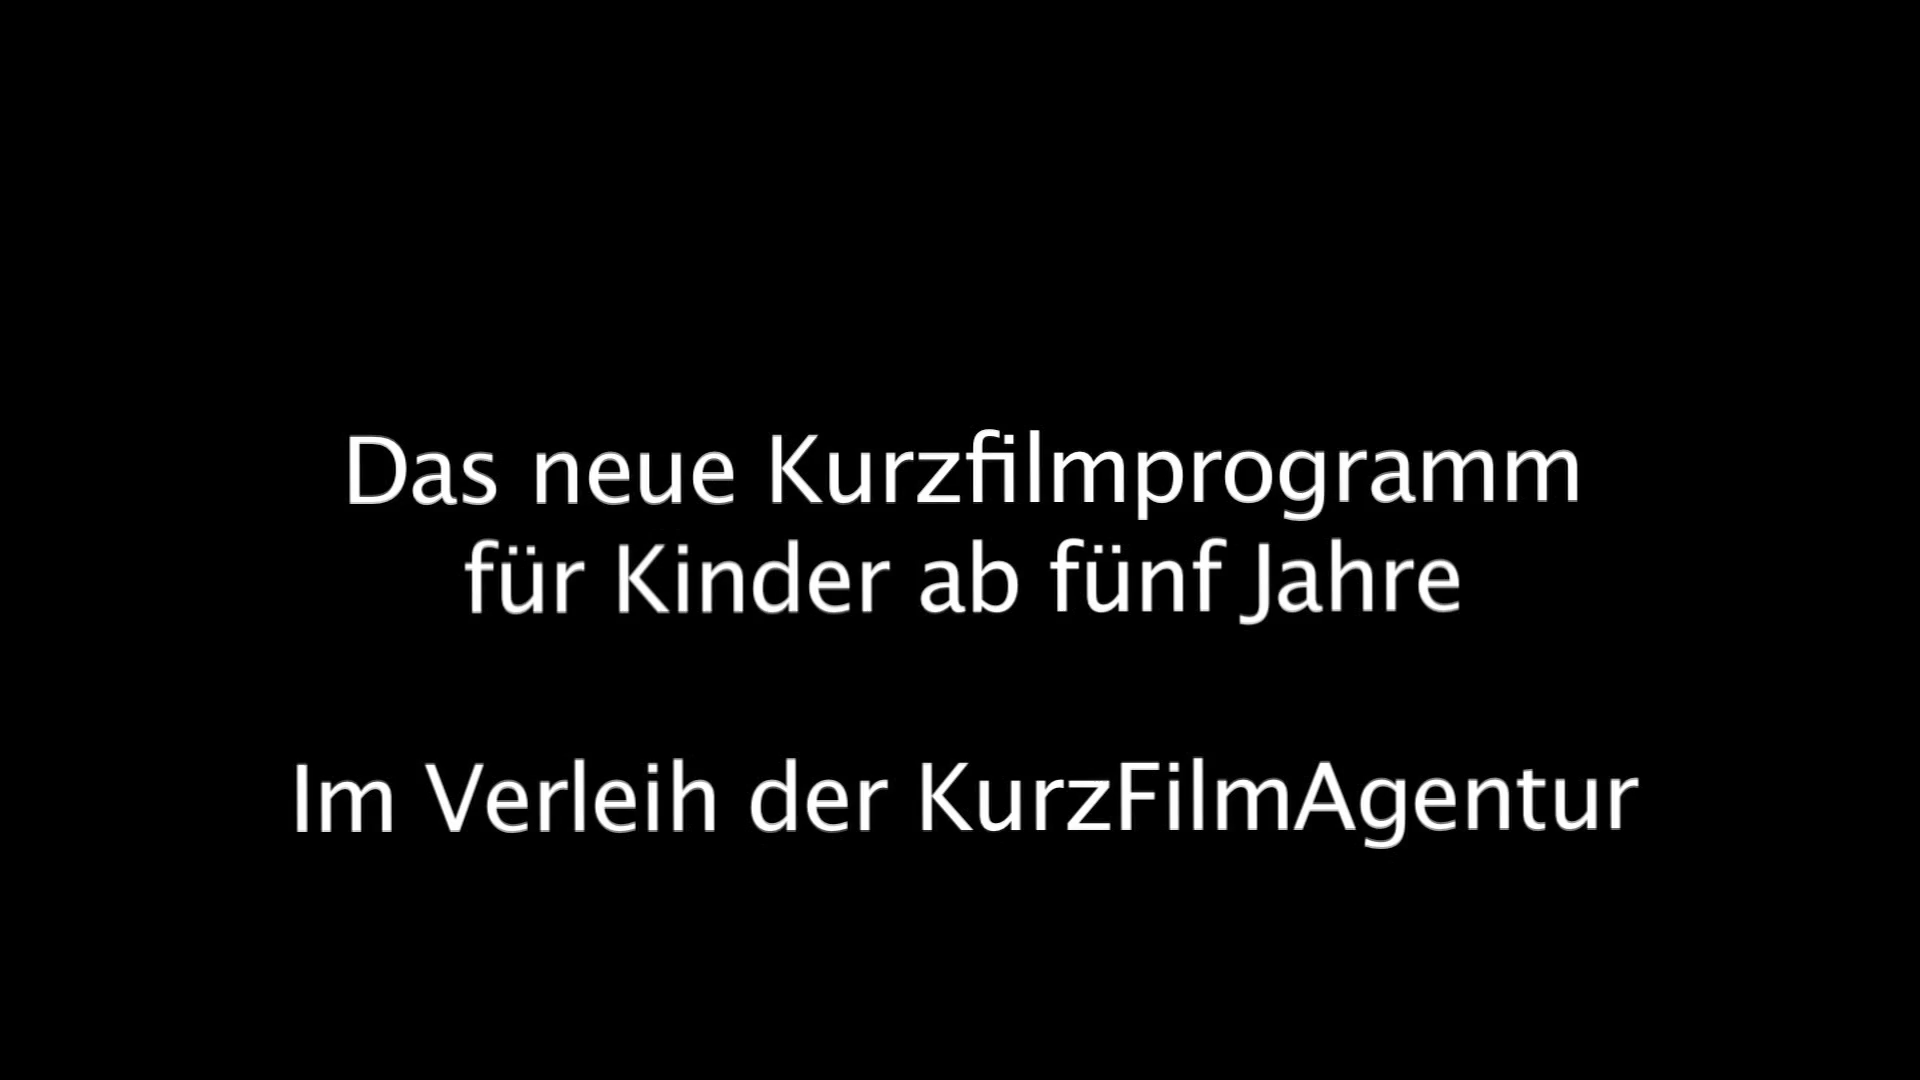 Das neue Kurzfilmprogramm
für Kinder ab fünf Jahre
Im Verleih der KurzFilmAgentur